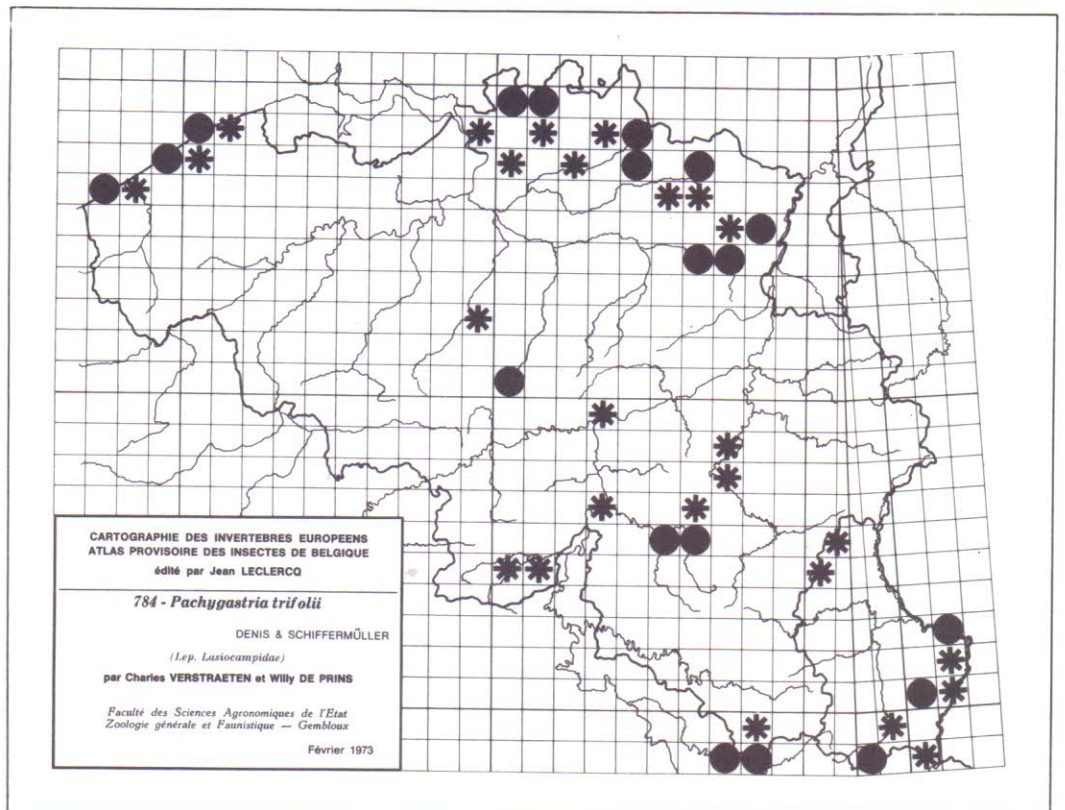 CARTOGRAPHIE DES INVERTEBRES EUROPEENS
ATLAS PROVISOIRE DES INSECTES DE BELGIQUE
édité par Jean LECLERCQ
784 - Pachygastria trifolii
DENIS & SCHIFFERMÜLLER
(Lep. Lasiocampidae)
par Charles VERSTRAETEN et Willy DE PRINS
Faculté des Sciences Agronomiques de l'Etat
Zoologie générale et Faunistique — Gembloux
Février 1973